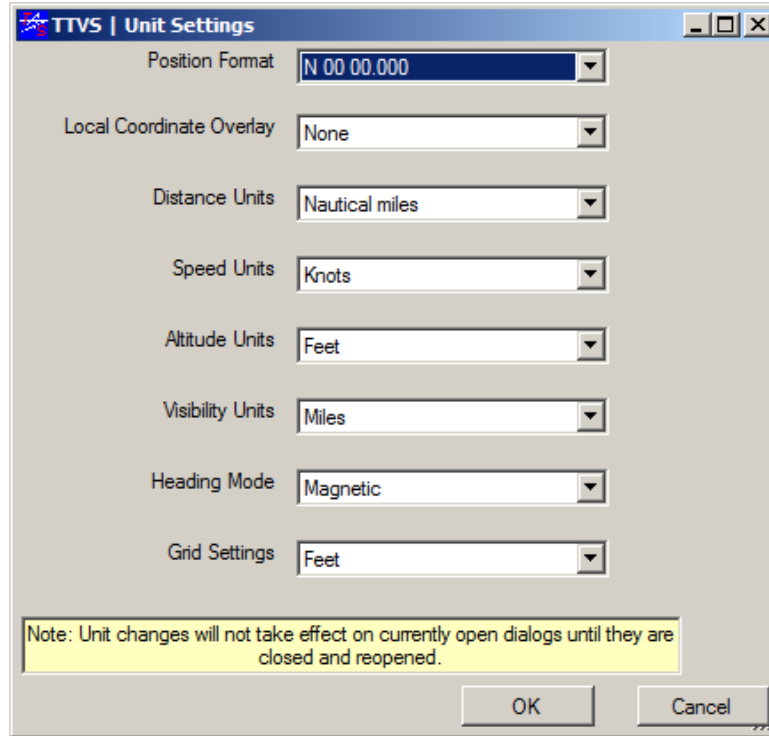 TTVS | Unit Settings
Position Format N 00 00.000
Local Coordinate Overlay None
Distance Units Nautical miles
Speed Units Knots
Altitude Units Feet
Visibility Units Miles
Heading Mode Magnetic
Grid Settings Feet
Note: Unit changes will not take effect on currently open dialogs until they are
closed and reopened.
OK Cancel